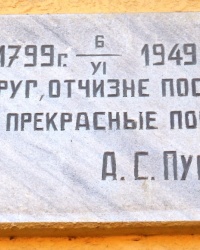 1799г. 6/VI 1949
РУГ, ОТЧИЗНЕ ПОС
ПРЕКРАСНЫЕ ПО
А. С. ПУ